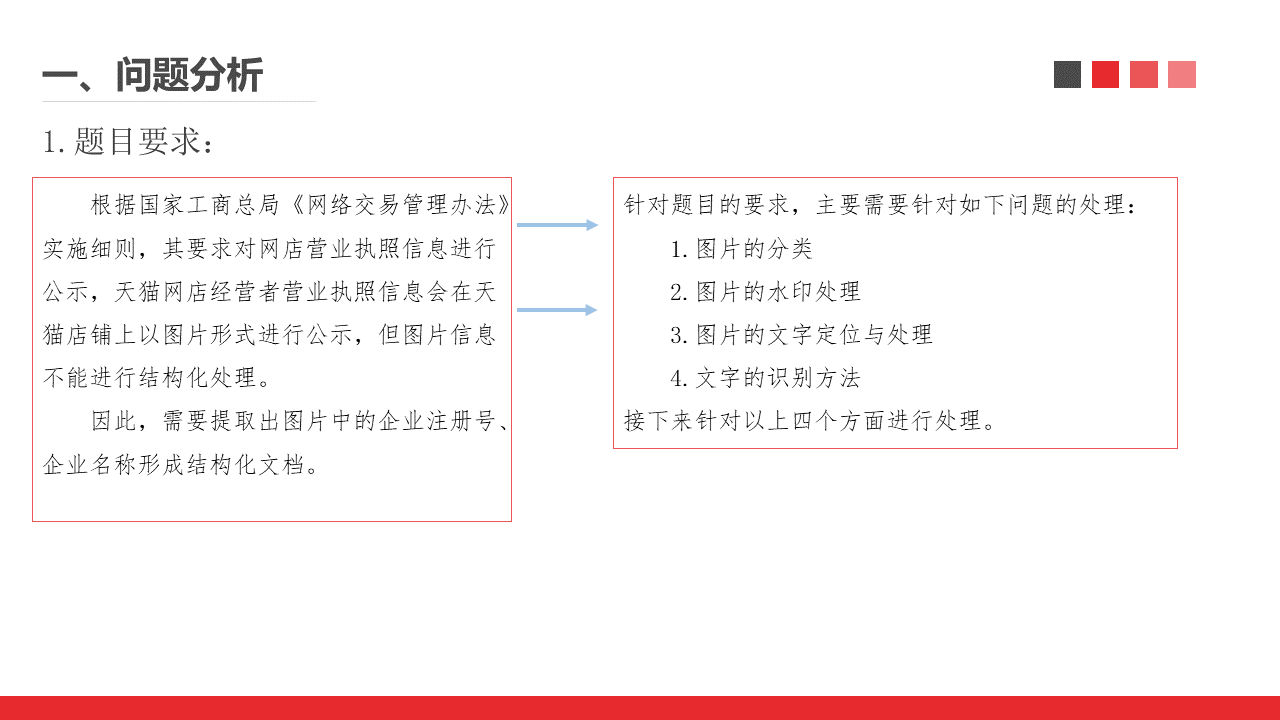 一、问题分析
1.题目要求：
根据国家工商总局《网络交易管理办法》
实施细则，其要求对网店营业执照信息进行
公示，天猫网店经营者营业执照信息会在天
猫店铺上以图片形式进行公示，但图片信息
不能进行结构化处理。
因此，需要提取出图片中的企业注册号、
企业名称形成结构化文档。
针对题目的要求，主要需要针对如下问题的处理：
1.图片的分类
2.图片的水印处理
3.图片的文字定位与处理
4.文字的识别方法
接下来针对以上四个方面进行处理。